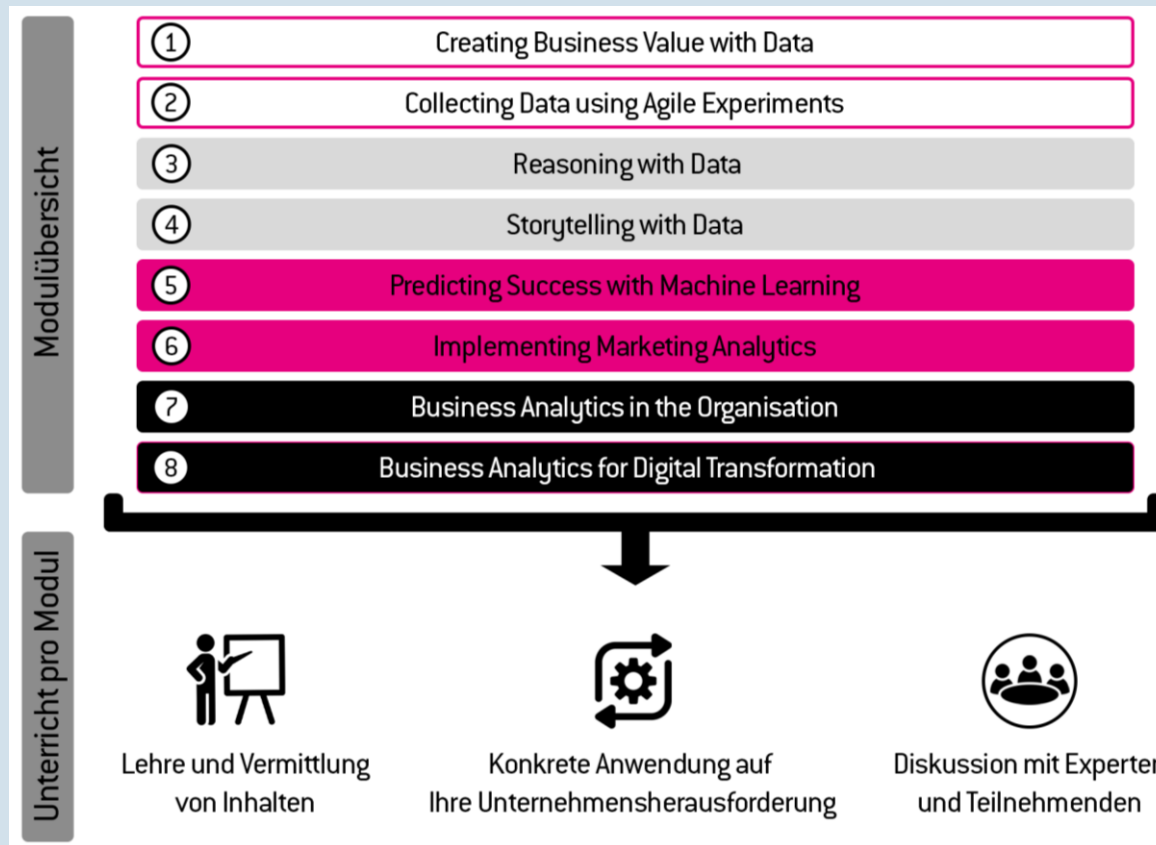 Modulübersicht
1 Creating Business Value with Data
2 Collecting Data using Agile Experiments
3 Reasoning with Data
4 Storytelling with Data
5 Predicting Success with Machine Learning
6 Implementing Marketing Analytics
7 Business Analytics in the Organisation
8 Business Analytics for Digital Transformation
Unterricht pro Modul
Lehre und Vermittlung
von Inhalten
Konkrete Anwendung auf
Ihre Unternehmensherausforderung
Diskussion mit Experten
und Teilnehmenden